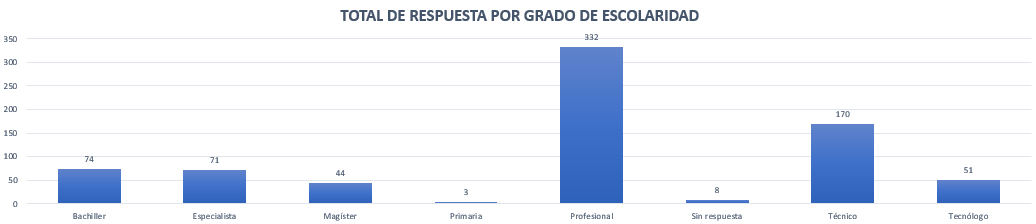 TOTAL DE RESPUESTA POR GRADO DE ESCOLARIDAD
350
300
250
200
150
100
50
0
74
71
44
3
332
8
170
51
Bachiller
Especialista
Magíster
Primaria
Profesional
Sin respuesta
Técnico
Tecnólogo